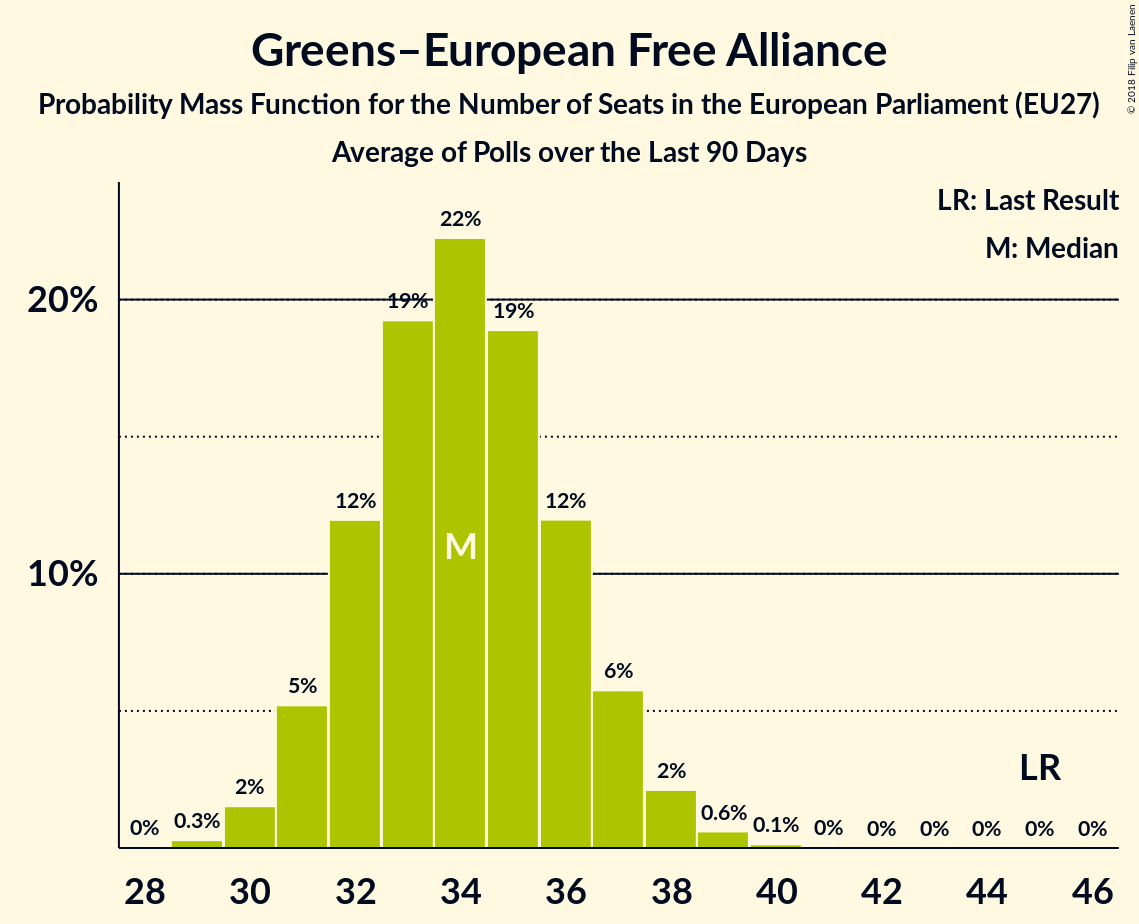 Greens–European Free Alliance
Probability Mass Function for the Number of Seats in the European Parliament (EU27)
Average of Polls over the Last 90 Days
© 2018 Filip van Laenen
LR: Last Result
M: Median
20%
10%
0%
0.3%
2%
5%
12%
19%
22%
19%
12%
6%
2%
0.6%
0.1%
0%
0%
0%
0%
0%
0%
M
LR
28 30 32 34 36 38 40 42 44 46